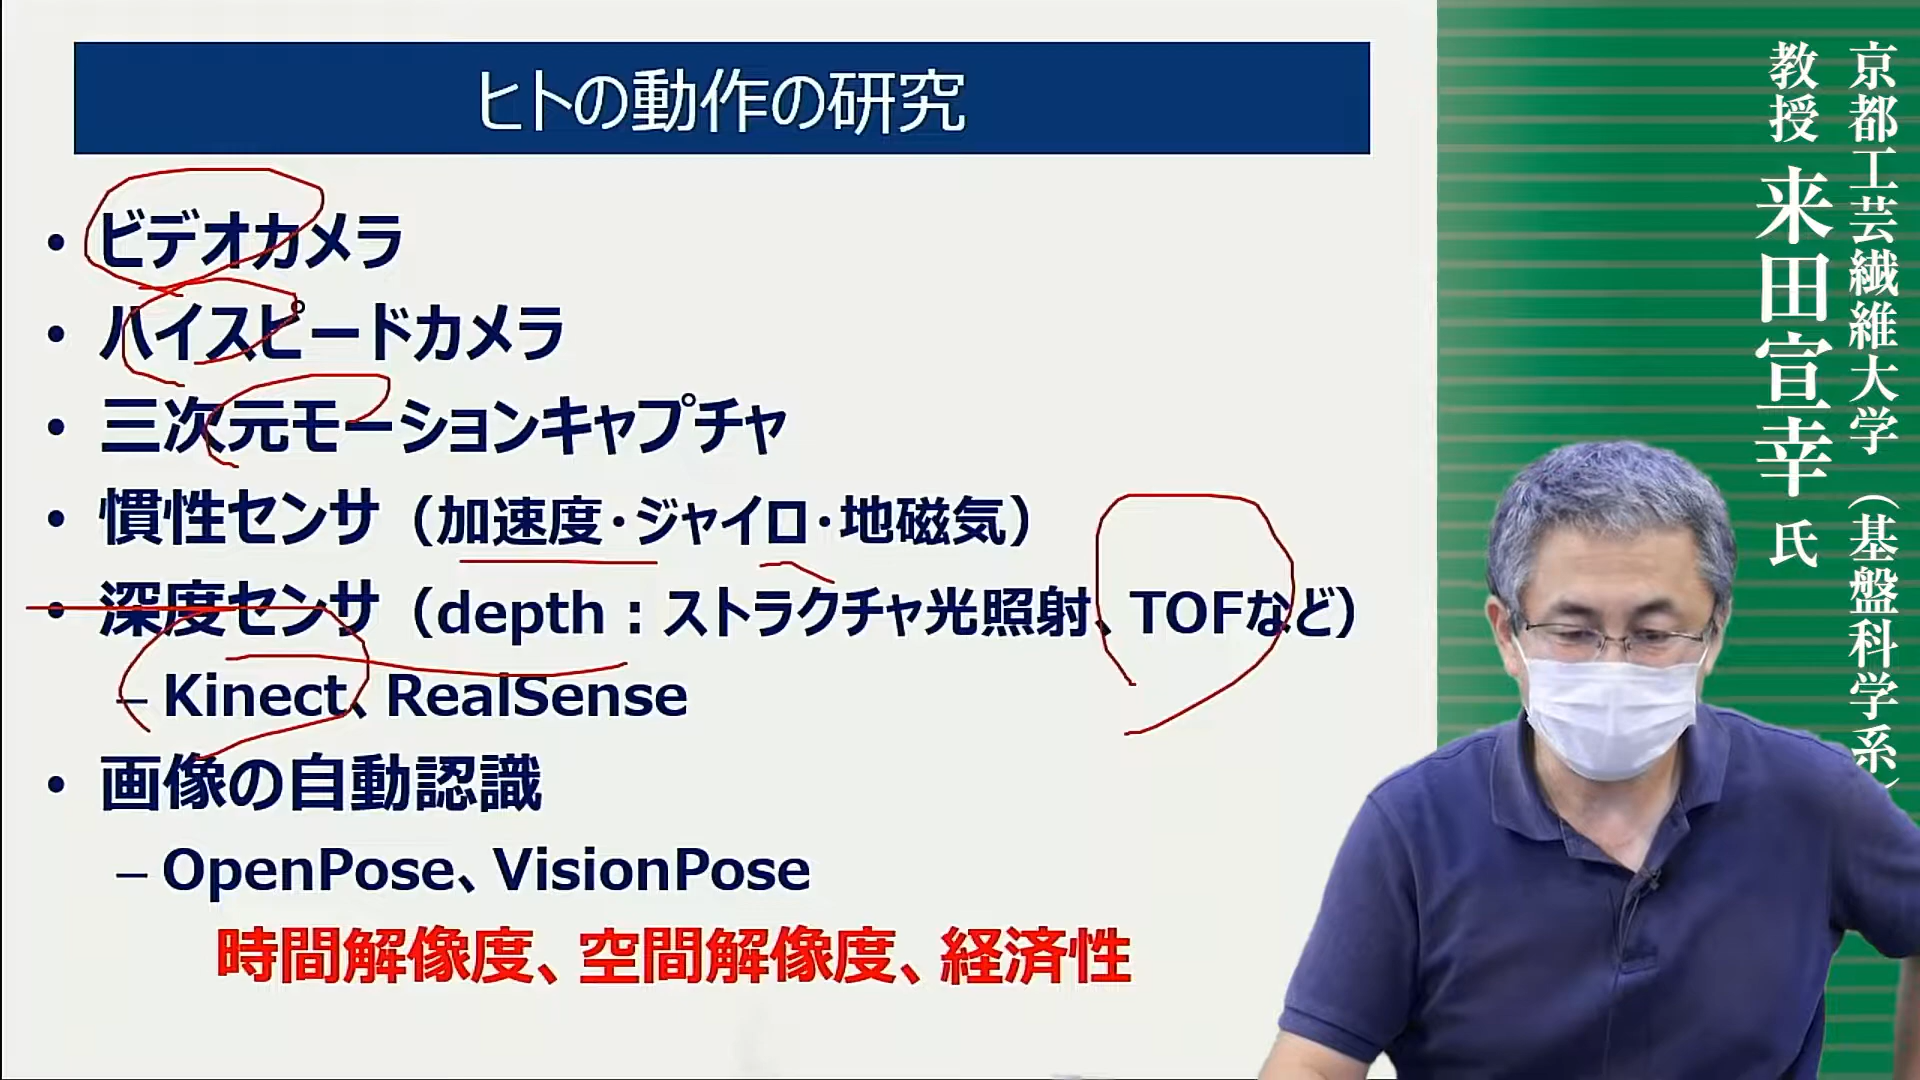 ヒトの動作の研究
• ビデオカメラ
• ハイスピードカメラ
• 三次元モーションキャプチャ
• 慣性センサ（加速度・ジャイロ・地磁気）
• 深度センサ（depth：ストラクチャ光照射、TOFなど）
– Kinect、RealSense
• 画像の自動認識
– OpenPose、VisionPose
時間解像度、空間解像度、経済性
京都工芸繊維大学（基盤科学系）
教授 来田宣幸 氏